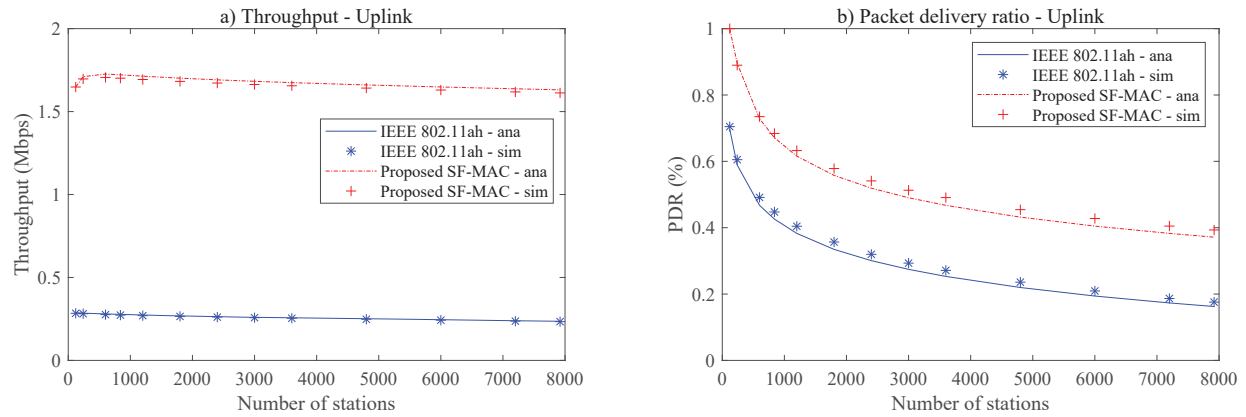 a) Throughput - Uplink
2
1.5
1
0.5
0
Throughput (Mbps)
IEEE 802.11ah - ana
IEEE 802.11ah - sim
Proposed SF-MAC - ana
Proposed SF-MAC - sim
0 1000 2000 3000 4000 5000 6000 7000 8000
Number of stations
b) Packet delivery ratio - Uplink
1
0.8
0.6
0.4
0.2
0
PDR (%)
IEEE 802.11ah - ana
IEEE 802.11ah - sim
Proposed SF-MAC - ana
Proposed SF-MAC - sim
0 1000 2000 3000 4000 5000 6000 7000 8000
Number of stations